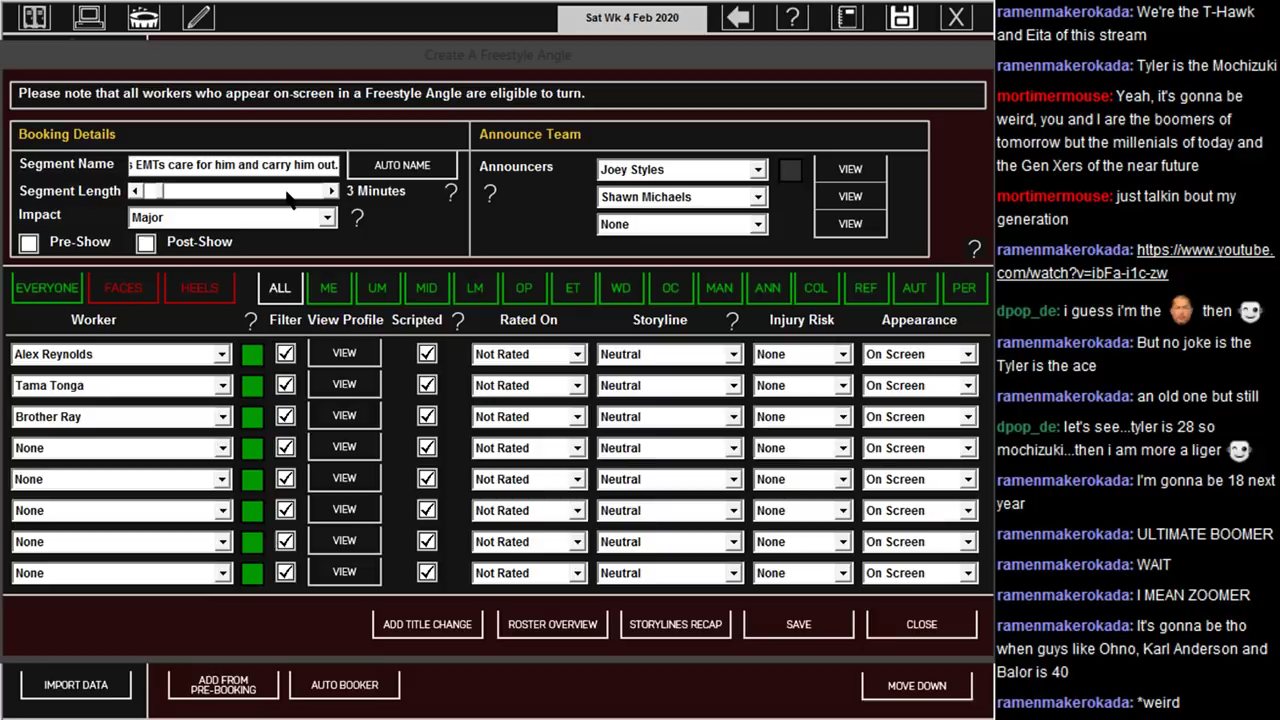 Sat Wk 4 Feb 2020
Create A Freestyle Angle
Please note that all workers who appear on-screen in a Freestyle Angle are eligible to turn.
Booking Details
Announce Team
Segment Name
s EMTs care for him and carry him out.
AUTO NAME
Announcers
Joey Styles
VIEW
Segment Length
3 Minutes
?
?
Shawn Michaels
VIEW
Impact
Major
?
None
VIEW
Pre-Show
Post-Show
?
EVERYONE
FACES
HEELS
ALL
ME
UM
MID
LM
OP
ET
WD
OC
MAN
ANN
COL
REF
AUT
PER
Worker
?
Filter
View Profile
Scripted
?
Rated On
Storyline
?
Injury Risk
Appearance
Alex Reynolds
VIEW
Not Rated
Neutral
None
On Screen
Tama Tonga
VIEW
Not Rated
Neutral
None
On Screen
Brother Ray
VIEW
Not Rated
Neutral
None
On Screen
None
VIEW
Not Rated
Neutral
None
On Screen
None
VIEW
Not Rated
Neutral
None
On Screen
None
VIEW
Not Rated
Neutral
None
On Screen
None
VIEW
Not Rated
Neutral
None
On Screen
None
VIEW
Not Rated
Neutral
None
On Screen
ADD TITLE CHANGE
ROSTER OVERVIEW
STORYLINES RECAP
SAVE
CLOSE
IMPORT DATA
ADD FROM
PRE-BOOKING
AUTO BOOKER
MOVE DOWN
ramenmakerokada: We're the T-Hawk
and Eita of this stream
ramenmakerokada: Tyler is the Mochizuki
mortimermouse: Yeah, it's gonna be
weird, you and I are the boomers of
tomorrow but the millenials of today and
the Gen Xers of the near future
mortimermouse: just talkin bout my
generation
ramenmakerokada: https://www.youtube.
com/watch?v=ibFa-i1c-zw
dpop_de: i guess i'm the then
ramenmakerokada: But no joke is the
Tyler is the ace
ramenmakerokada: an old one but still
dpop_de: let's see...tyler is 28 so
mochizuki...then i am more a liger
ramenmakerokada: I'm gonna be 18 next
year
ramenmakerokada: ULTIMATE BOOMER
ramenmakerokada: WAIT
ramenmakerokada: I MEAN ZOOMER
ramenmakerokada: It's gonna be tho
when guys like Ohno, Karl Anderson and
Balor is 40
ramenmakerokada: *weird